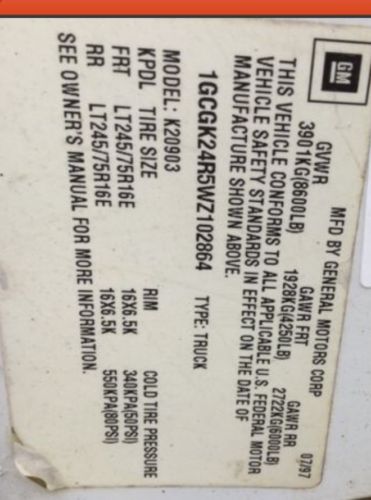 GM
MFD BY GENERAL MOTORS CORP 07/97
GVWR GAWR FRT GAWR RR
3901KG(8600LB) 1928KG(4250LB) 2722KG(6000LB)
THIS VEHICLE CONFORMS TO ALL APPLICABLE U.S. FEDERAL MOTOR
VEHICLE SAFETY STANDARDS IN EFFECT ON THE DATE OF
MANUFACTURE SHOWN ABOVE.
1GCGK24R5WZ102864 TYPE: TRUCK
MODEL: K20903
KPDL TIRE SIZE RIM COLD TIRE PRESSURE
FRT LT245/75R16E 16X6.5K 340KPA(50PSI)
RR LT245/75R16E 16X6.5K 550KPA(80PSI)
SEE OWNER'S MANUAL FOR MORE INFORMATION.